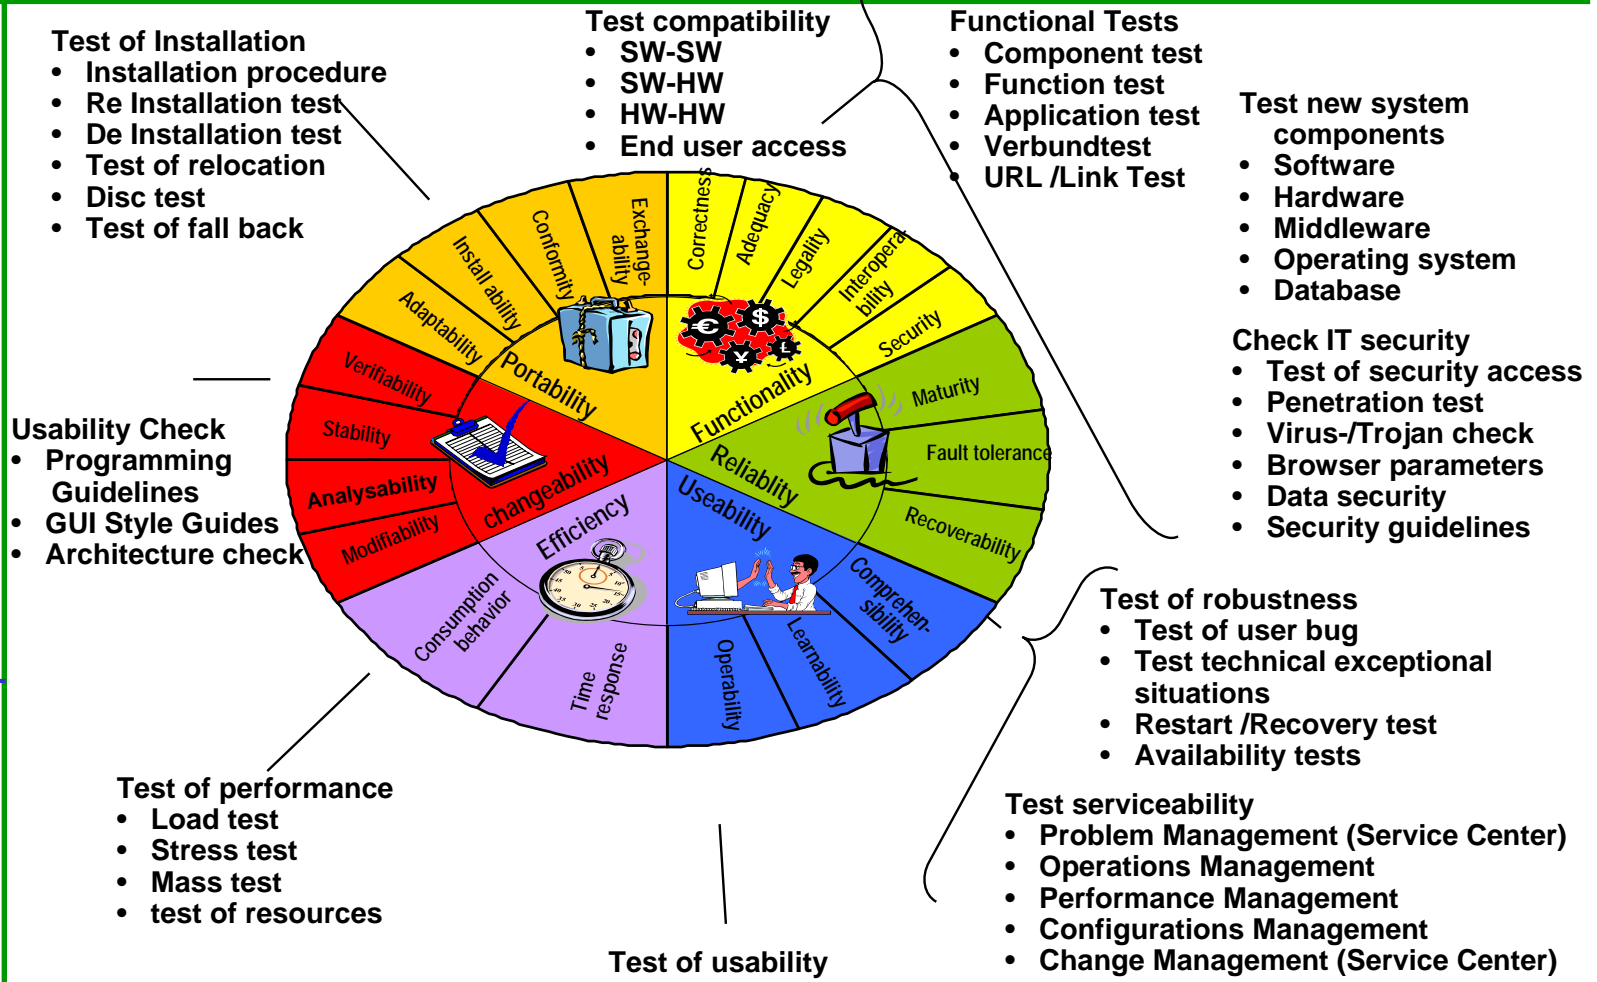 Test of Installation
• Installation procedure
• Re Installation test
• De Installation test
• Test of relocation
• Disc test
• Test of fall back
Test compatibility
• SW-SW
• SW-HW
• HW-HW
• End user access
Functional Tests
• Component test
• Function test
• Application test
• Verbundtest
• URL /Link Test
Test new system
components
• Software
• Hardware
• Middleware
• Operating system
• Database
Check IT security
• Test of security access
• Penetration test
• Virus-/Trojan check
• Browser parameters
• Data security
• Security guidelines
Usability Check
• Programming
Guidelines
• GUI Style Guides
• Architecture check
Adaptability
Install ability
Conformity
Exchange-
ability
Correctness
Adequacy
Legality
Interopera-
bility
Security
Portability
Functionality
€
$
¥
£
Verifiability
Stability
Analysability
Modifiability
changeability
Reliablity
Maturity
Fault tolerance
Recoverability
Efficiency
Useability
Consumption
behavior
Time
response
Operability
Learnability
Comprehen-
sibility
Test of robustness
• Test of user bug
• Test technical exceptional
situations
• Restart /Recovery test
• Availability tests
Test of performance
• Load test
• Stress test
• Mass test
• test of resources
Test serviceability
• Problem Management (Service Center)
• Operations Management
• Performance Management
• Configurations Management
• Change Management (Service Center)
Test of usability